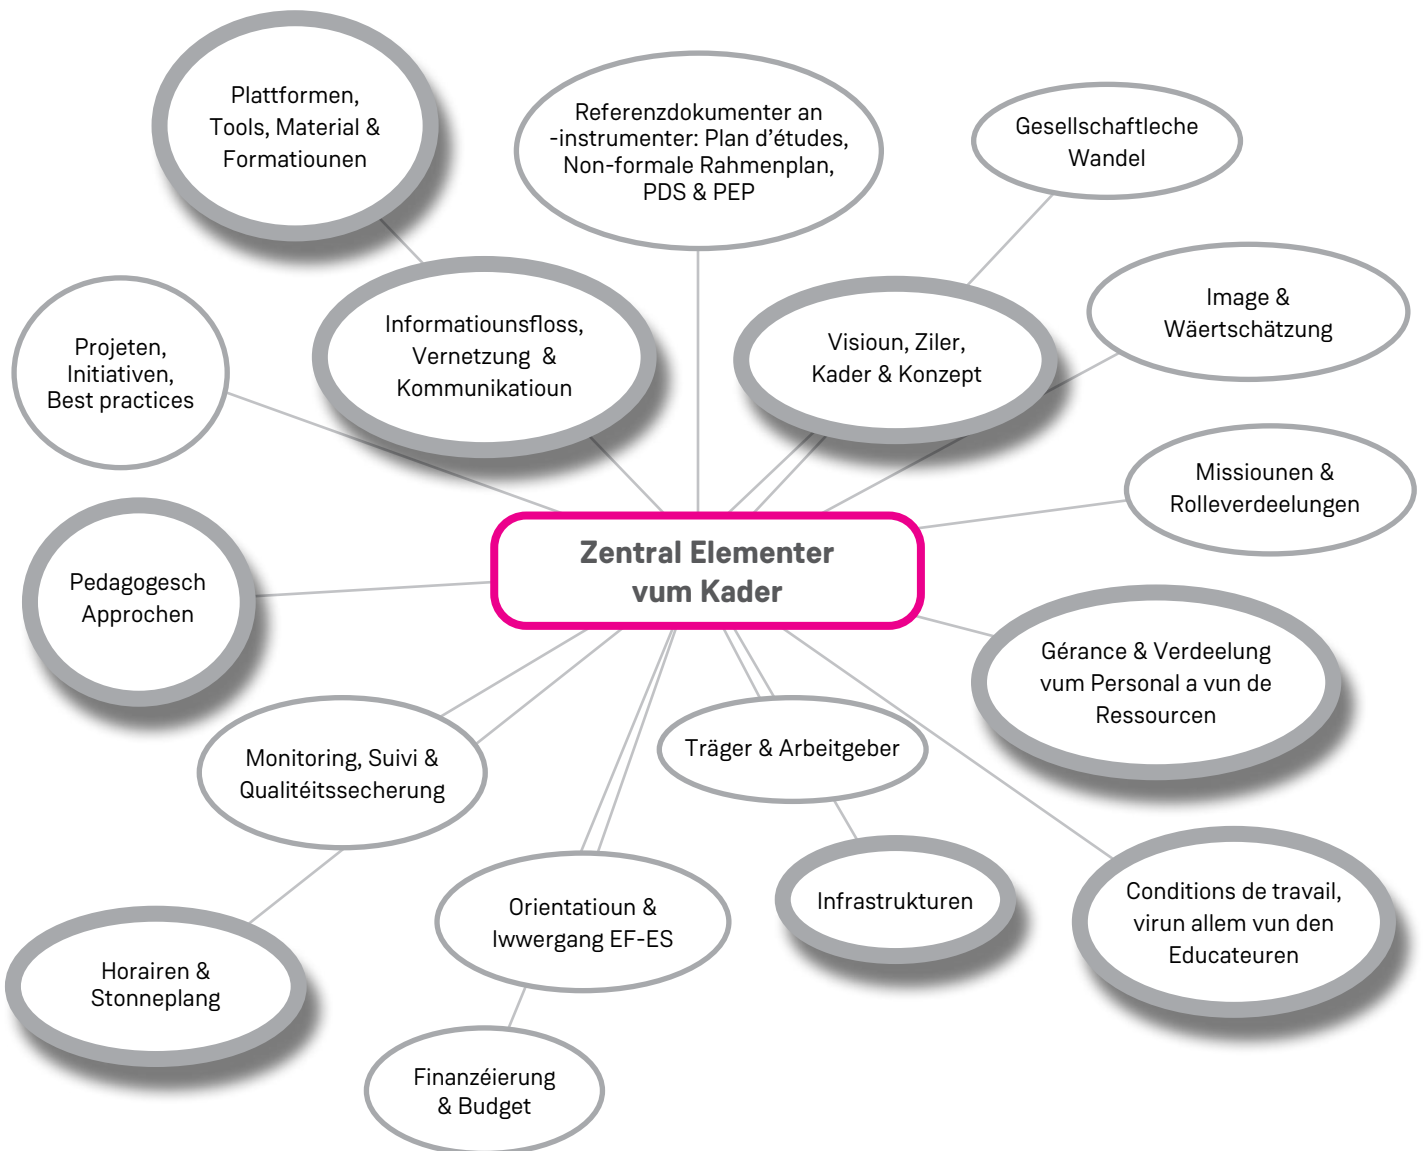 Plattformen,
Tools, Material &
Formatiounen
Referenzdokumenter an
-instrumenter: Plan d’études,
Non-formale Rahmenplan,
PDS & PEP
Gesellschaftleche
Wandel
Projeten,
Initiativen,
Best practices
Informatiounsfloss,
Vernetzung &
Kommunikatioun
Visioun, Ziler,
Kader & Konzept
Image &
Wäertschätzung
Missiounen &
Rolleverdeelungen
Zentral Elementer
vum Kader
Pedagogesch
Approchen
Gérance & Verdeelung
vum Personal a vun de
Ressourcen
Monitoring, Suivi &
Qualitéitssecherung
Träger & Arbeitgeber
Horairen &
Stonneplang
Orientatioun &
Iwwergang EF-ES
Infrastrukturen
Conditions de travail,
virun allem vun den
Educateuren
Finanzéierung
& Budget